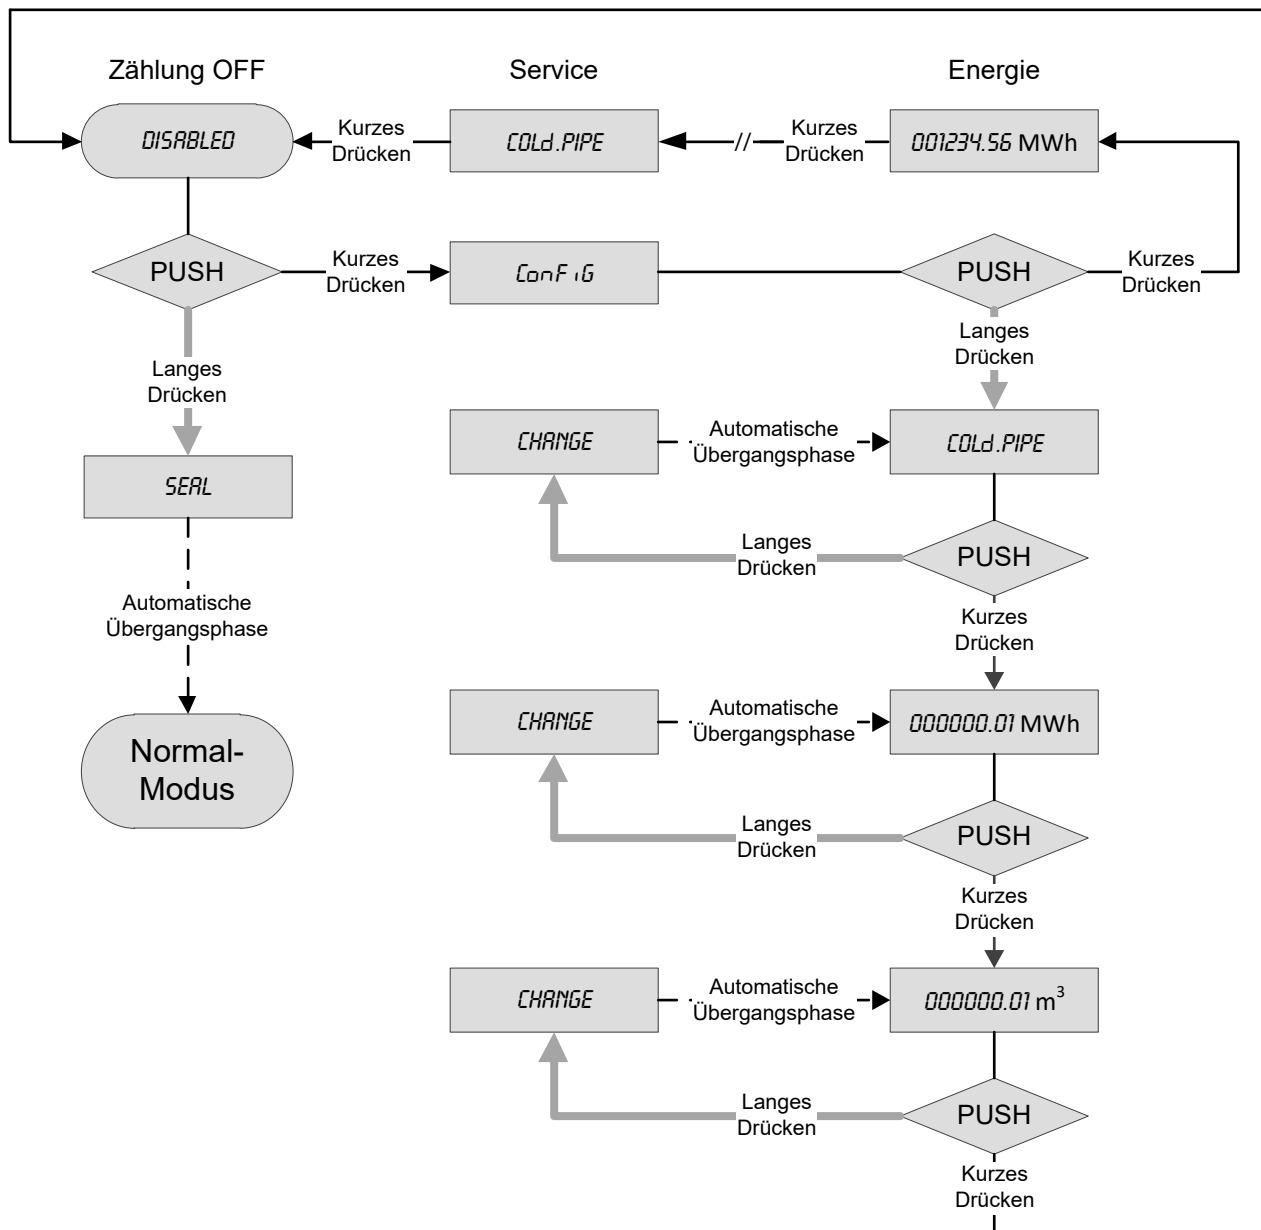 Zählung OFF
Service
Energie
DISABLED
Kurzes
Drücken
COLd.PIPE
//
Kurzes
Drücken
001234.56 MWh
PUSH
Kurzes
Drücken
ConFiG
PUSH
Kurzes
Drücken
Langes
Drücken
Langes
Drücken
CHANGE
Automatische
Übergangsphase
COLd.PIPE
SEAL
Langes
Drücken
PUSH
Automatische
Übergangsphase
Kurzes
Drücken
Normal-
Modus
CHANGE
Automatische
Übergangsphase
000000.01 MWh
Langes
Drücken
PUSH
Kurzes
Drücken
CHANGE
Automatische
Übergangsphase
000000.01 m³
Langes
Drücken
PUSH
Kurzes
Drücken